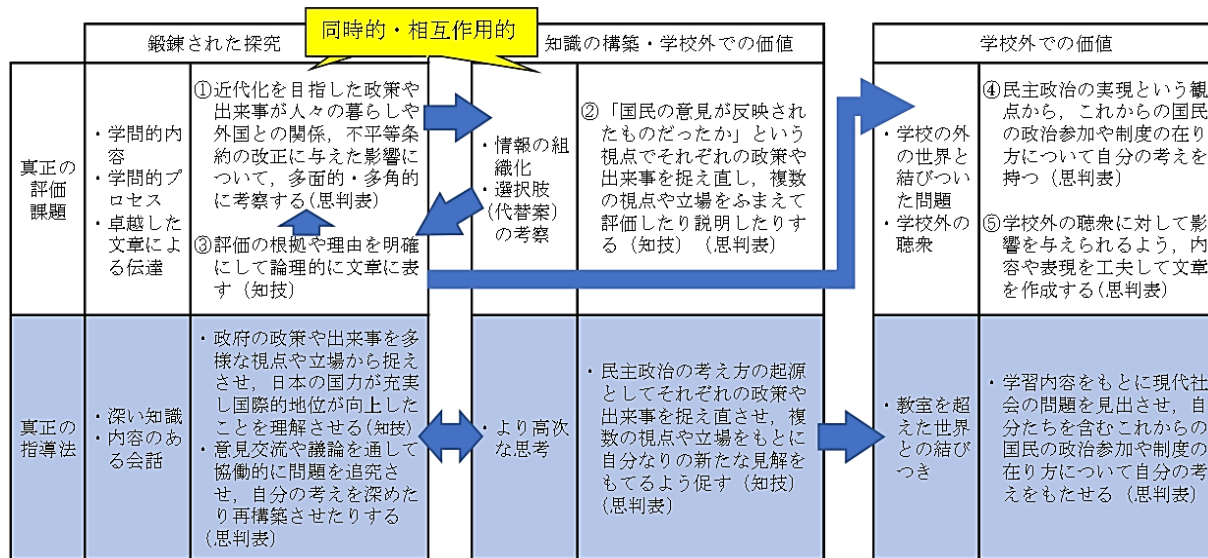 同時的・相互作用的
鍛錬された探究
知識の構築・学校外での価値
学校外での価値
真正の
評価
課題
・学問的内
容
・学問的プ
ロセス
・卓越した
文章によ
る伝達
①近代化を目指した政策や
出来事が人々の暮らしや
外国との関係，不平等条
約の改正に与えた影響に
ついて，多面的・多角的
に考察する(思判表)
③評価の根拠や理由を明確
にして論理的に文章に表
す（知技）
・情報の組
織化
・選択肢
(代替案)
の考察
②「国民の意見が反映され
たものだったか」という
視点でそれぞれの政策や
出来事を捉え直し，複数
の視点や立場をふまえて
評価したり説明したりす
る（知技）（思判表）
・学校の外
の世界と
結びつい
た問題
・学校外の
聴衆
④民主政治の実現という観
点から，これからの国民
の政治参加や制度の在り
方について自分の考えを
持つ（思判表）
⑤学校外の聴衆に対して影
響を与えられるよう，内
容や表現を工夫して文章
を作成する(思判表）
真正の
指導法
・深い知識
・内容のあ
る会話
・政府の政策や出来事を多
様な視点や立場から捉え
させ，日本の国力が充実
し国際的地位が向上した
ことを理解させる(知技)
・意見交流や議論を通して
協働的に問題を追究さ
せ，自分の考えを深めた
り再構築させたりする
（思判表）
・より高次
な思考
・民主政治の考え方の起源
としてそれぞれの政策や
出来事を捉え直させ，複
数の視点や立場をもとに
自分なりの新たな見解を
もてるよう促す（知技）
（思判表）
・教室を超
えた世界
との結び
つき
・学習内容をもとに現代社
会の問題を見出させ，自
分たちを含むこれからの
国民の政治参加や制度の
在り方について自分の考
えをもたせる（思判表）